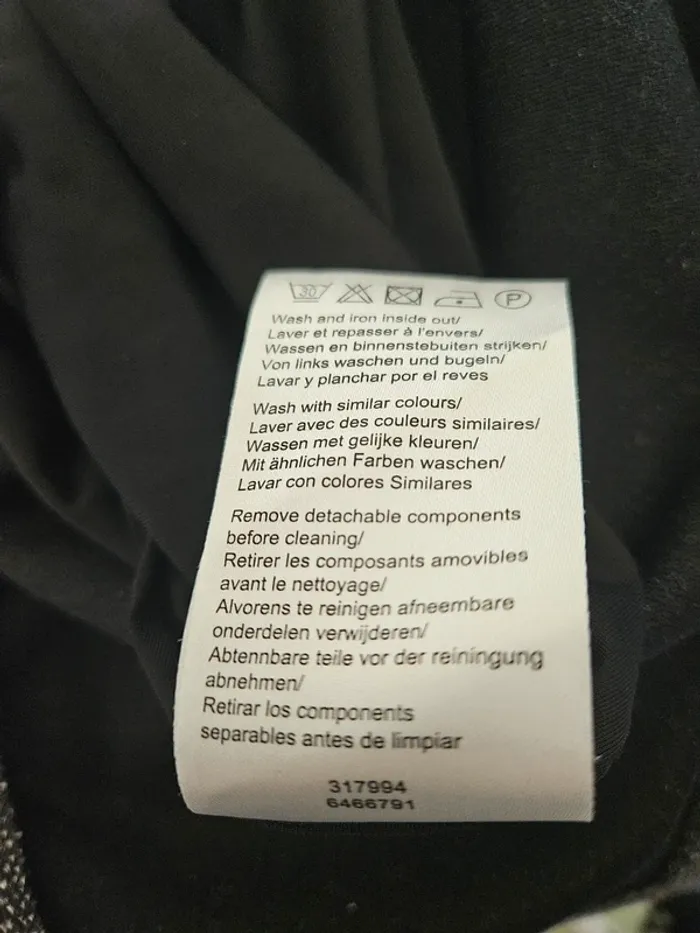 30 P
Wash and iron inside out/
Laver et repasser à l'envers/
Wassen en binnenstebuiten strijken/
Von links waschen und bugeln/
Lavar y planchar por el reves
Wash with similar colours/
Laver avec des couleurs similaires/
Wassen met gelijke kleuren/
Mit ähnlichen Farben waschen/
Lavar con colores Similares
Remove detachable components
before cleaning/
Retirer les composants amovibles
avant le nettoyage/
Alvorens te reinigen afneembare
onderdelen verwijderen/
Abtennbare teile vor der reiningung
abnehmen/
Retirar los components
separables antes de limpiar
317994
6466791